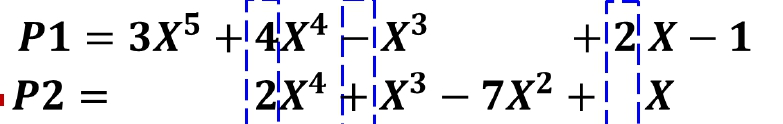 P1 = 3X⁵ + 4X⁴ − X³ + 2X − 1
P2 = 2X⁴ + X³ − 7X² + X